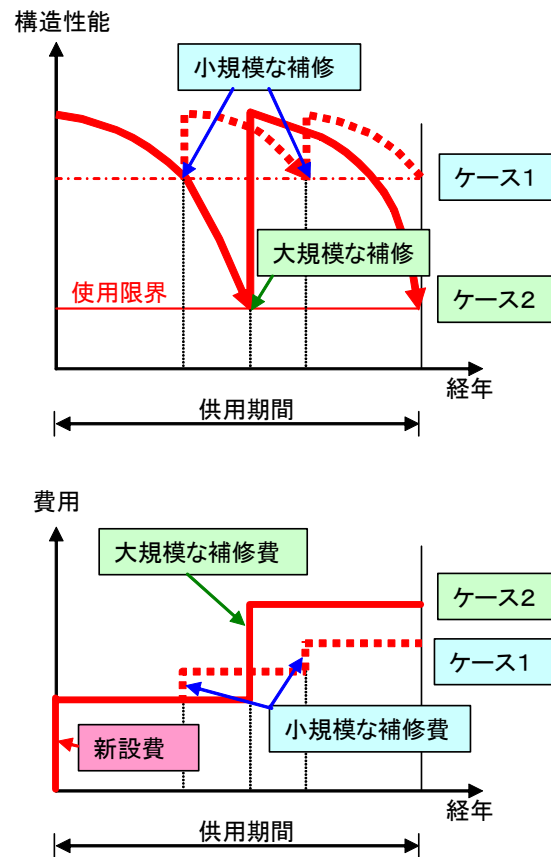 構造性能
小規模な補修
ケース1
大規模な補修
使用限界
ケース2
経年
供用期間
費用
大規模な補修費
ケース2
ケース1
小規模な補修費
新設費
経年
供用期間